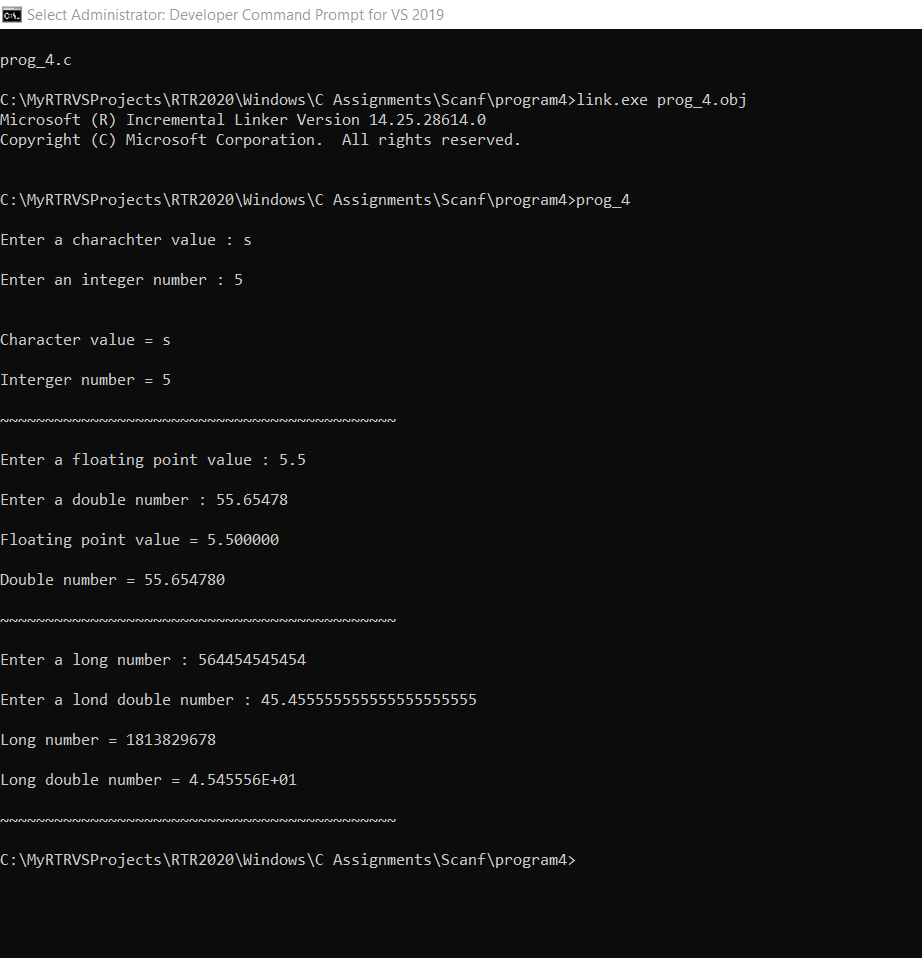 Select Administrator: Developer Command Prompt for VS 2019
prog_4.c
C:\MyRTRVSProjects\RTR2020\Windows\C Assignments\Scanf\program4>link.exe prog_4.obj
Microsoft (R) Incremental Linker Version 14.25.28614.0
Copyright (C) Microsoft Corporation.  All rights reserved.
C:\MyRTRVSProjects\RTR2020\Windows\C Assignments\Scanf\program4>prog_4
Enter a charachter value : s
Enter an integer number : 5
Character value = s
Interger number = 5
~~~~~~~~~~~~~~~~~~~~~~~~~~~~~~~~~~~~~~~~~~~~
Enter a floating point value : 5.5
Enter a double number : 55.65478
Floating point value = 5.500000
Double number = 55.654780
~~~~~~~~~~~~~~~~~~~~~~~~~~~~~~~~~~~~~~~~~~~~
Enter a long number : 564454545454
Enter a lond double number : 45.455555555555555555555
Long number = 1813829678
Long double number = 4.545556E+01
~~~~~~~~~~~~~~~~~~~~~~~~~~~~~~~~~~~~~~~~~~~~
C:\MyRTRVSProjects\RTR2020\Windows\C Assignments\Scanf\program4>